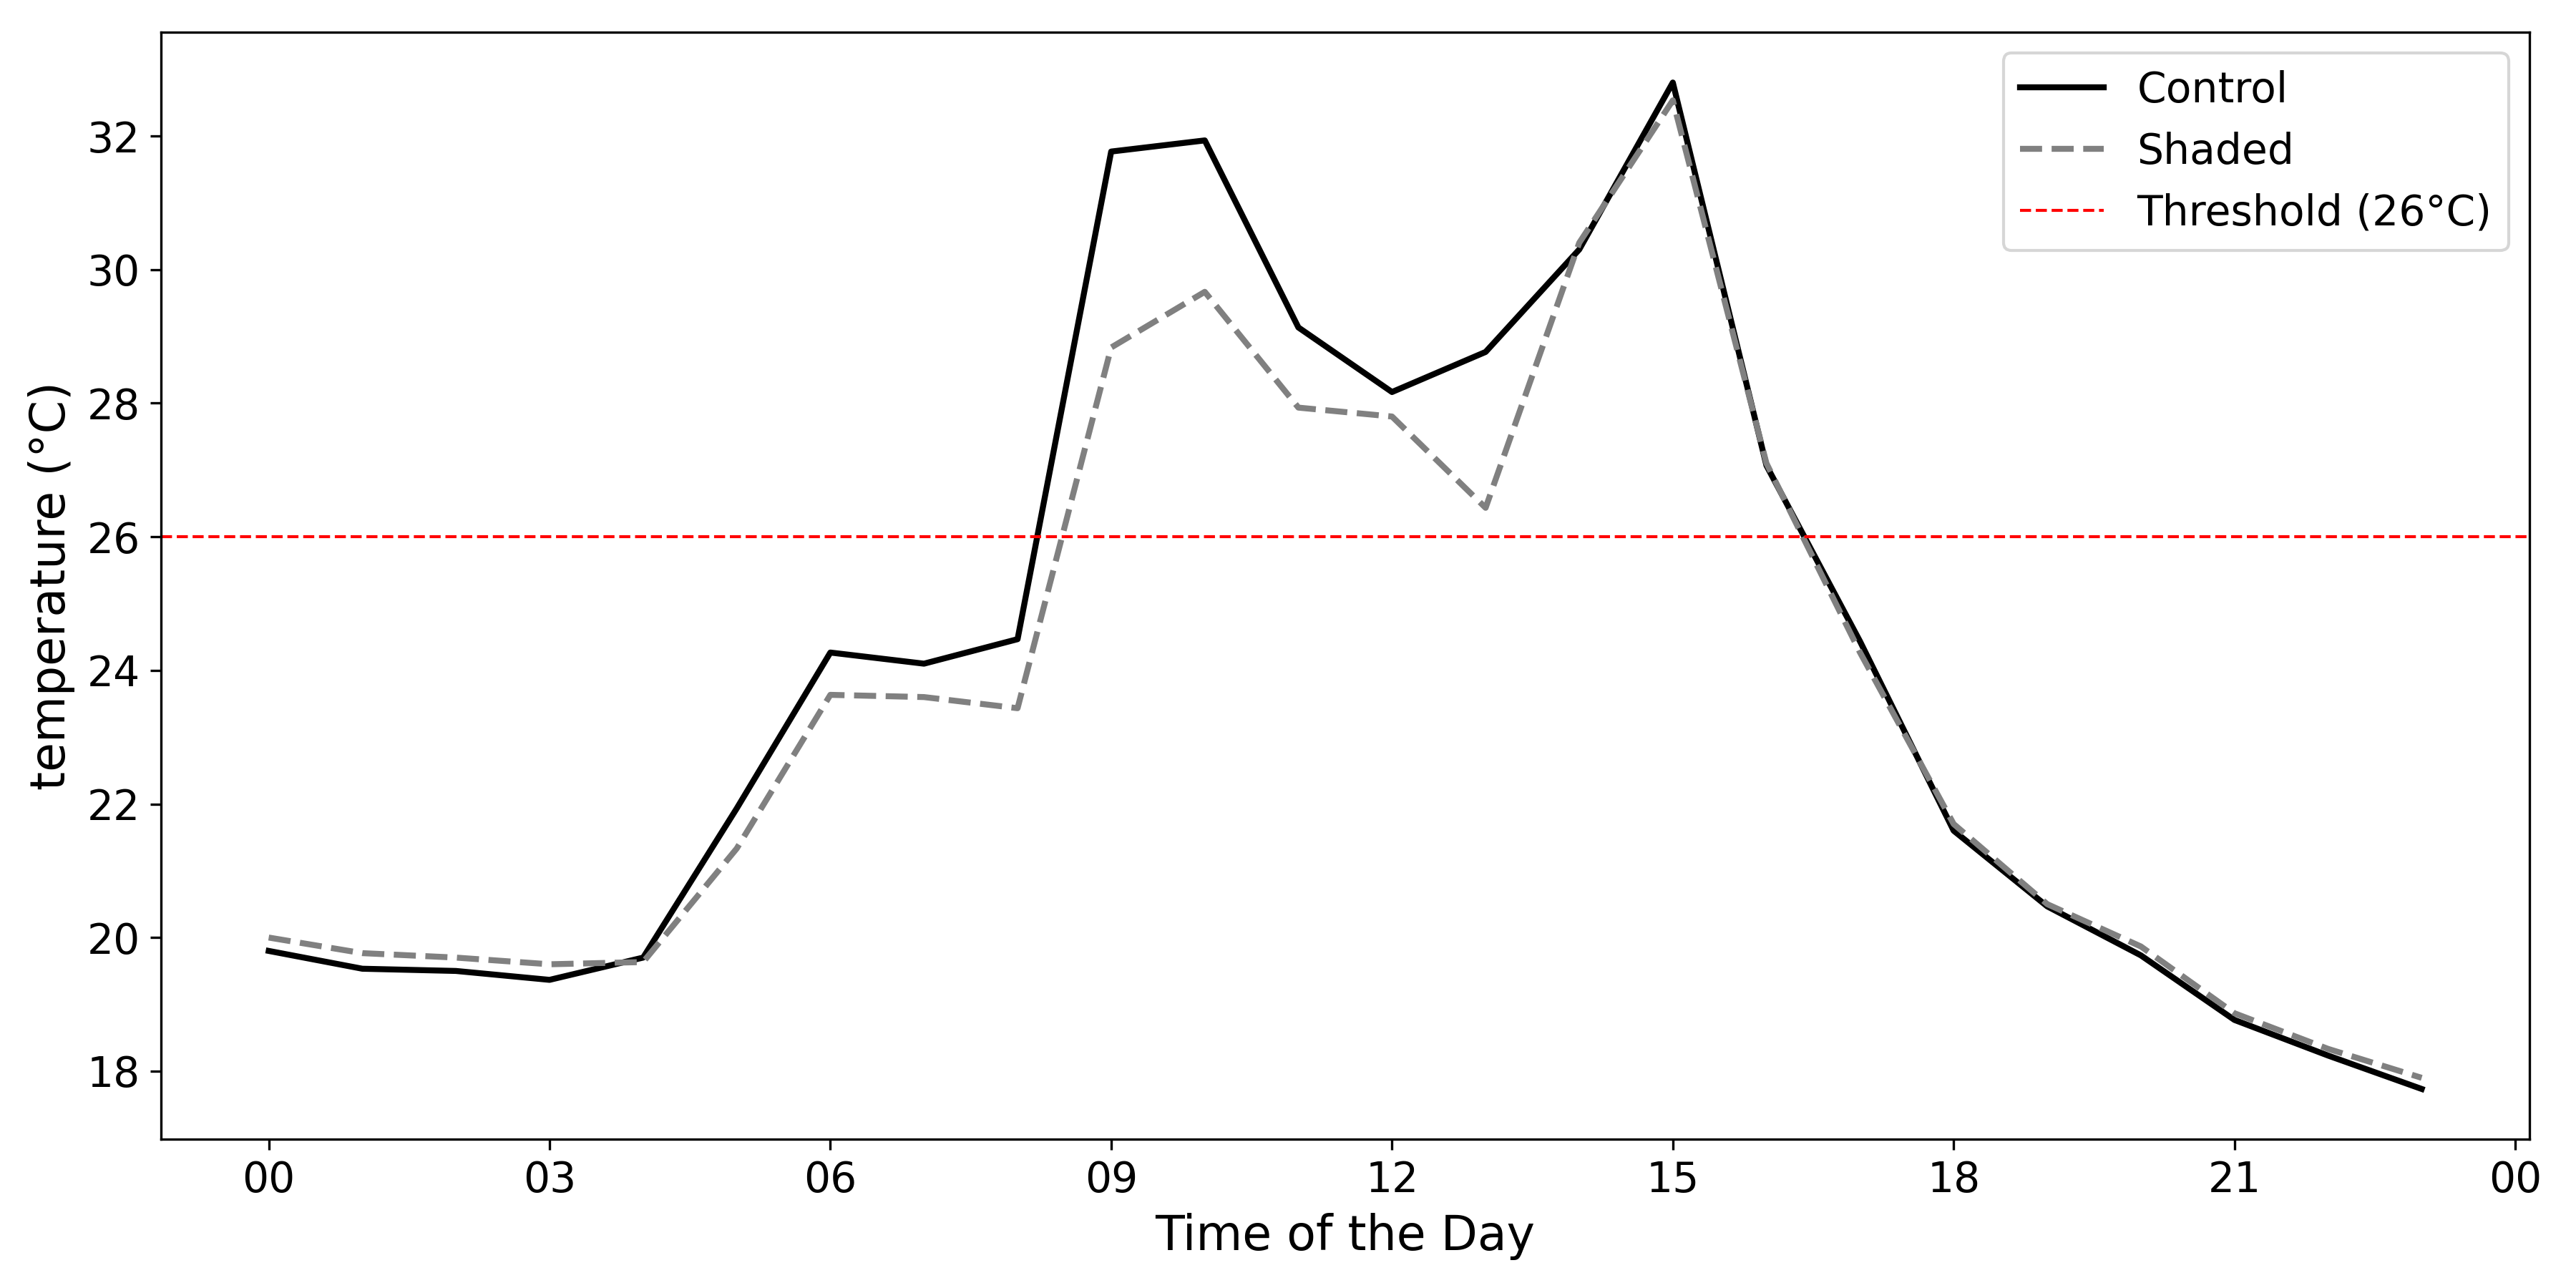 Control
Shaded
Threshold (26°C)
temperature (°C)
32
30
28
26
24
22
20
18
00 03 06 09 12 15 18 21 00
Time of the Day